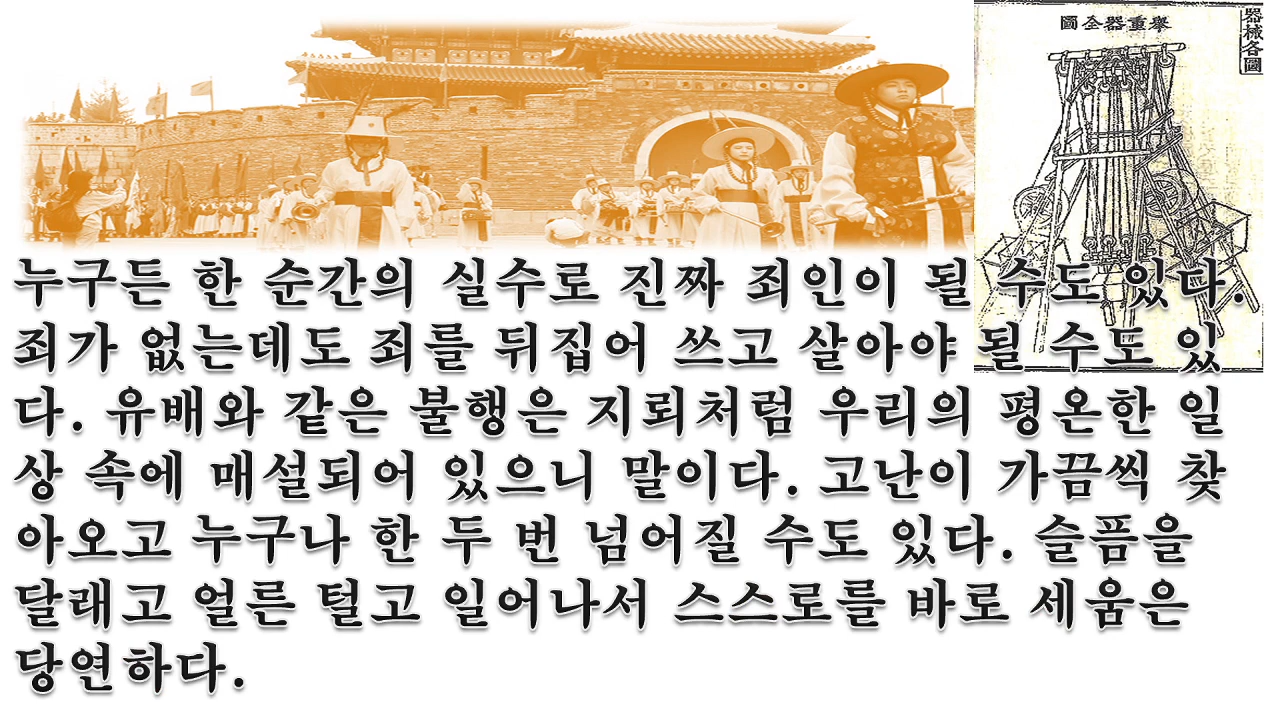 擧重器全圖
器械各圖
누구든 한 순간의 실수로 진짜 죄인이 될 수도 있다.
죄가 없는데도 죄를 뒤집어 쓰고 살아야 될 수도 있
다. 유배와 같은 불행은 지뢰처럼 우리의 평온한 일
상 속에 매설되어 있으니 말이다. 고난이 가끔씩 찾
아오고 누구나 한 두 번 넘어질 수도 있다. 슬픔을
달래고 얼른 털고 일어나서 스스로를 바로 세움은
당연하다.